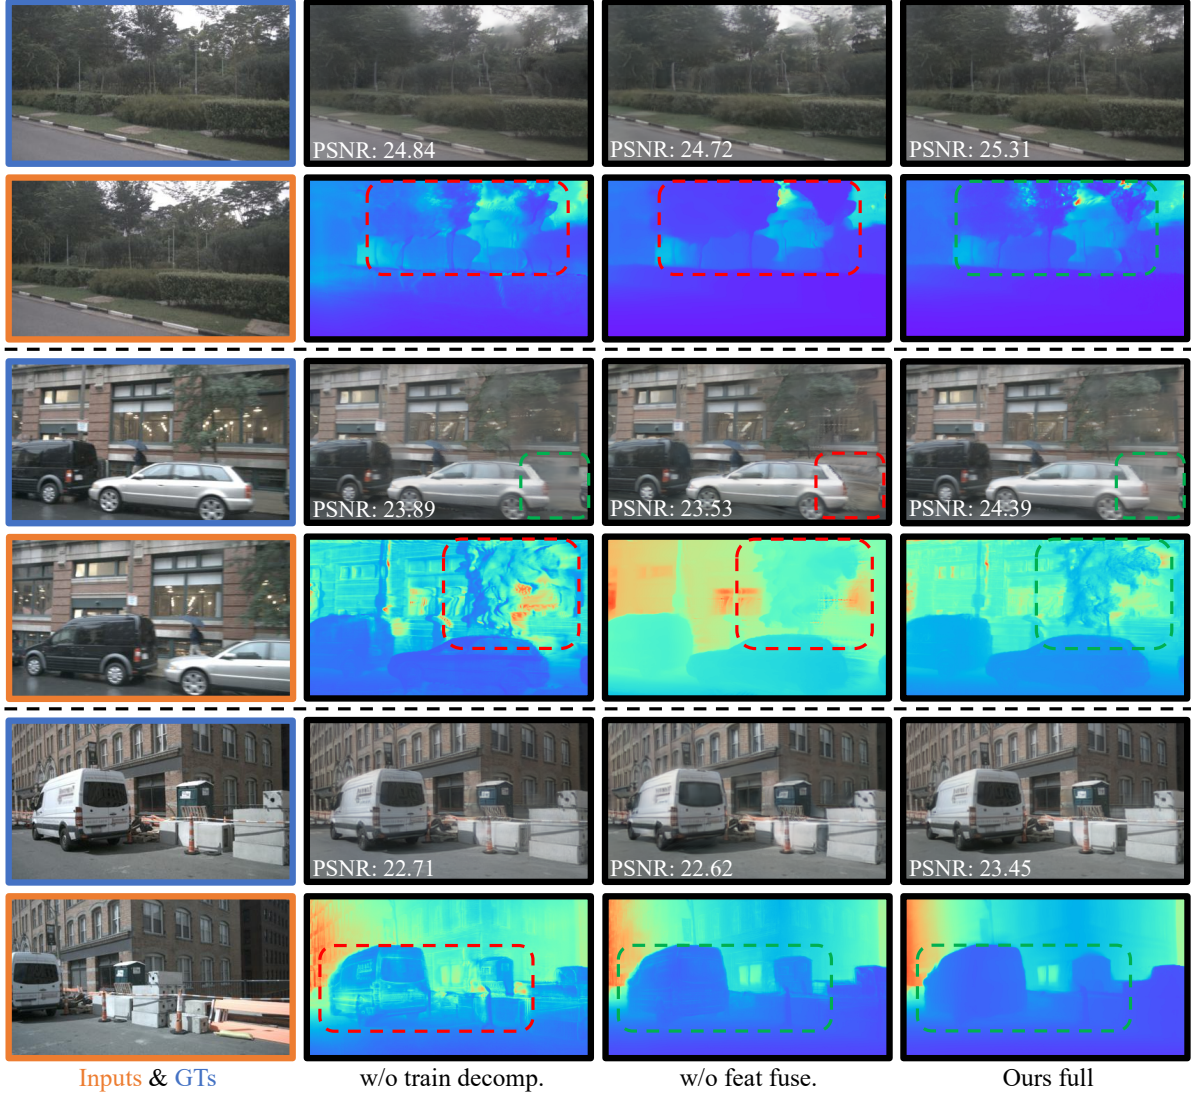 PSNR: 24.84
PSNR: 24.72
PSNR: 25.31
PSNR: 23.89
PSNR: 23.53
PSNR: 24.39
PSNR: 22.71
PSNR: 22.62
PSNR: 23.45
Inputs & GTs
w/o train decomp.
w/o feat fuse.
Ours full